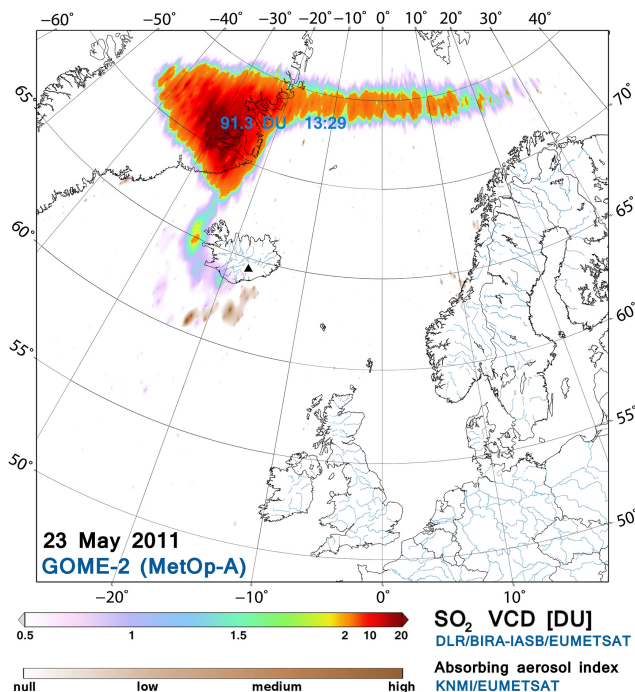 −60° −50° −40° −30° −20° −10° 0° 10° 20° 30° 40°
65° 70°
91.3 DU 13:29
65°
60° 60°
55° 55°
50° 50°
23 May 2011
GOME-2 (MetOp-A)
−20° −10° 0° 10°
SO₂ VCD [DU]
0.5 1 1.5 2 10 20
DLR/BIRA-IASB/EUMETSAT
Absorbing aerosol index
null low medium high
KNMI/EUMETSAT